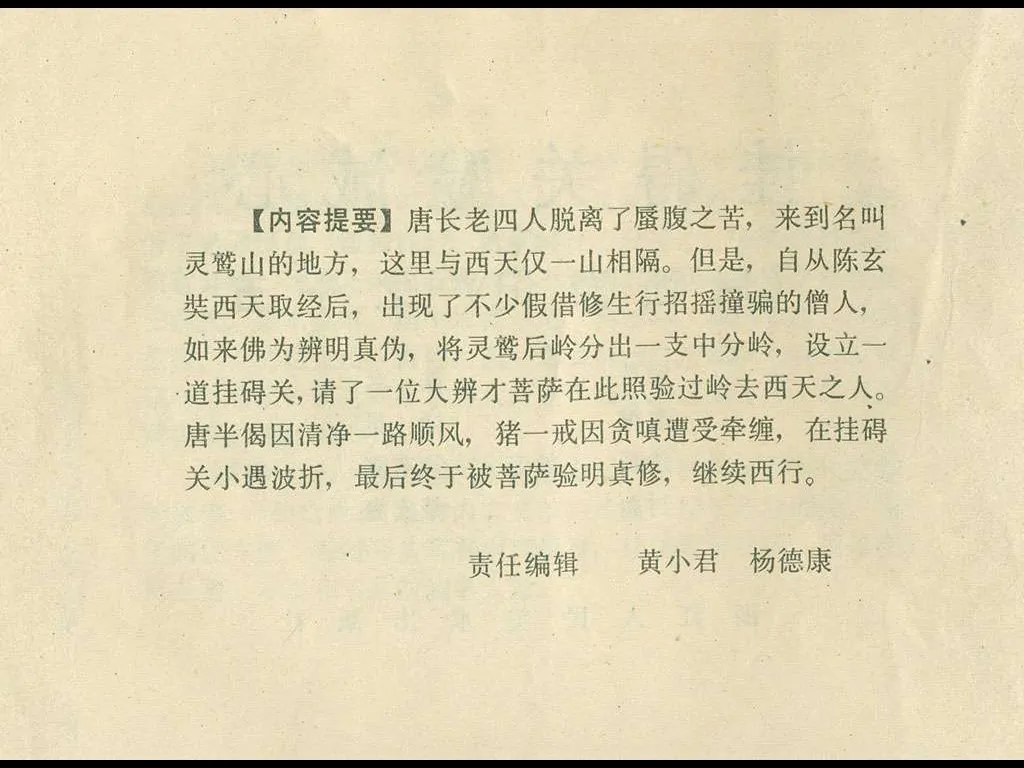 【内容提要】唐长老四人脱离了蜃腹之苦，来到名叫
灵鹫山的地方，这里与西天仅一山相隔。但是，自从陈玄
奘西天取经后，出现了不少假借修生行招摇撞骗的僧人，
如来佛为辨明真伪，将灵鹫后岭分出一支中分岭，设立一
道挂碍关，请了一位大辨才菩萨在此照验过岭去西天之人。
唐半偈因清净一路顺风，猪一戒因贪嗔遭受牵缠，在挂碍
关小遇波折，最后终于被菩萨验明真修，继续西行。
责任编辑　　黄小君　杨德康